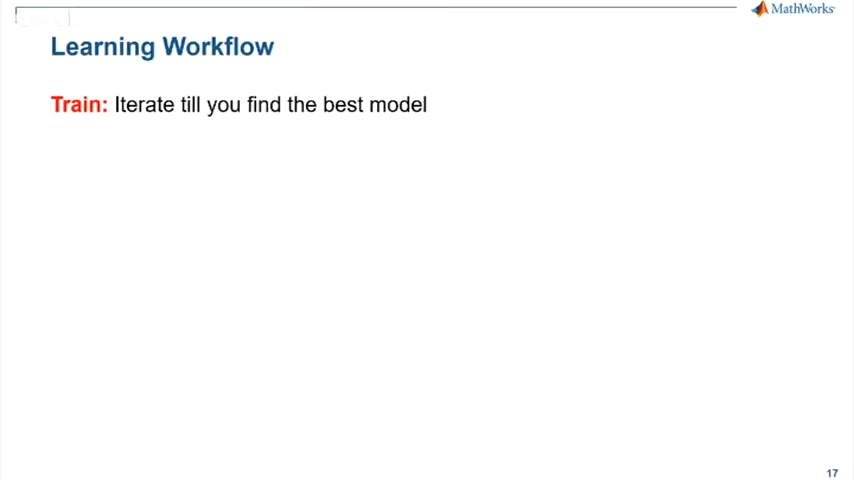 MathWorks
Learning Workflow
Train: Iterate till you find the best model
17